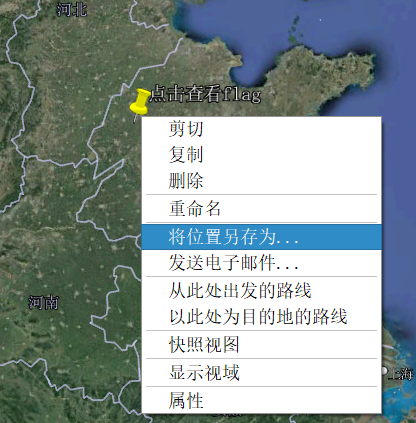 河北
点击查看flag
剪切
复制
删除
重命名
将位置另存为...
发送电子邮件...
从此处出发的路线
以此处为目的地的路线
河南
快照视图
显示视域
上海
属性